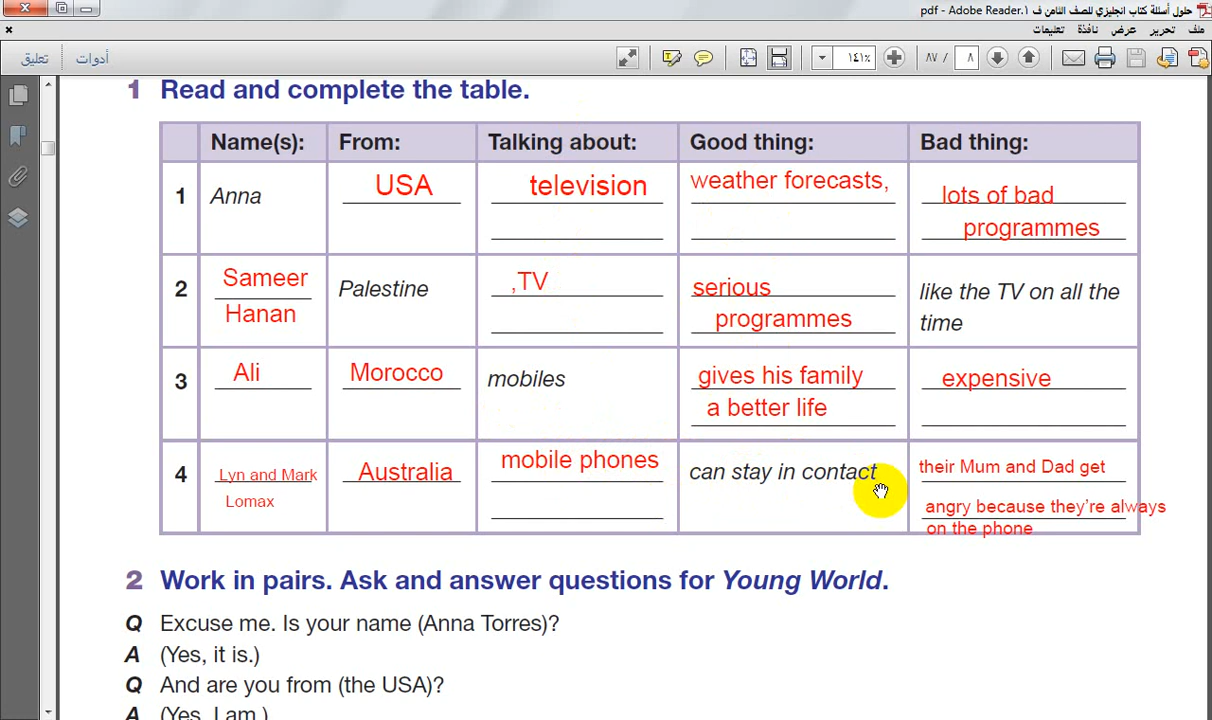 حلول أسئلة كتاب انجليزي للصف الثامن ف ١.pdf - Adobe Reader
ملف تحرير عرض نافذة تعليمات
أدوات تعليق ١٤١% ٨ / ٨٧
1 Read and complete the table.
Name(s): From: Talking about: Good thing: Bad thing:
1 Anna USA television weather forecasts, lots of bad
programmes
2 Sameer Palestine ,TV serious like the TV on all the
Hanan programmes time
3 Ali Morocco mobiles gives his family expensive
a better life
4 Lyn and Mark Australia mobile phones can stay in contact their Mum and Dad get
Lomax angry because they're always
on the phone
2 Work in pairs. Ask and answer questions for Young World.
Q Excuse me. Is your name (Anna Torres)?
A (Yes, it is.)
Q And are you from (the USA)?
A (Yes, I am.)